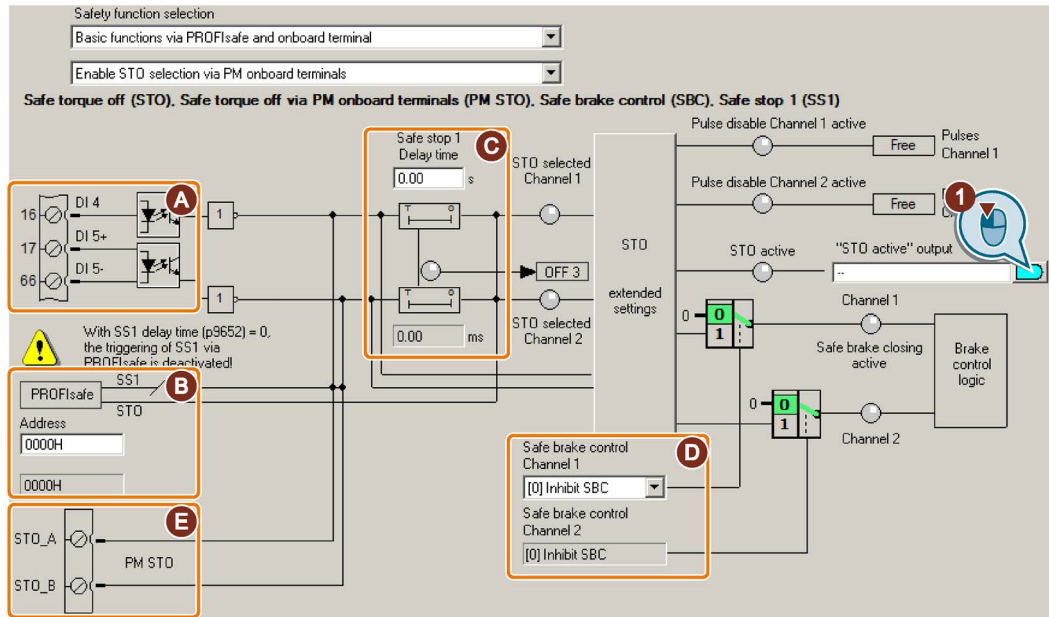 Safety function selection
Basic functions via PROFIsafe and onboard terminal
Enable STO selection via PM onboard terminals
Safe torque off (STO), Safe torque off via PM onboard terminals (PM STO), Safe brake control (SBC), Safe stop 1 (SS1)
Safe stop 1
Delay time
C
0.00 s
STO selected
Channel 1
Pulse disable Channel 1 active
Free
Pulses
Channel 1
Pulse disable Channel 2 active
Free
1
A
16
DI 4
17
DI 5+
66
DI 5-
1
1
T 0
OFF 3
T 0
0.00 ms
STO selected
Channel 2
STO
extended
settings
STO active
"STO active" output
--
Channel 1
0
0
1
Safe brake closing
active
Brake
control
logic
0
0
1
Channel 2
With SS1 delay time (p9652) = 0,
the triggering of SS1 via
PROFIsafe is deactivated!
PROFIsafe
SS1
B
STO
Address
0000H
0000H
Safe brake control
Channel 1
D
[0] Inhibit SBC
Safe brake control
Channel 2
[0] Inhibit SBC
E
STO_A
PM STO
STO_B